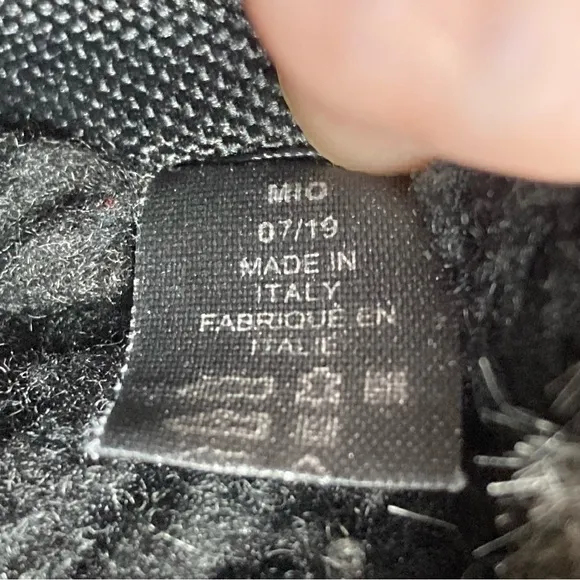 MIO
07/19
MADE IN
ITALY
FABRIQUÉ EN
ITALIE